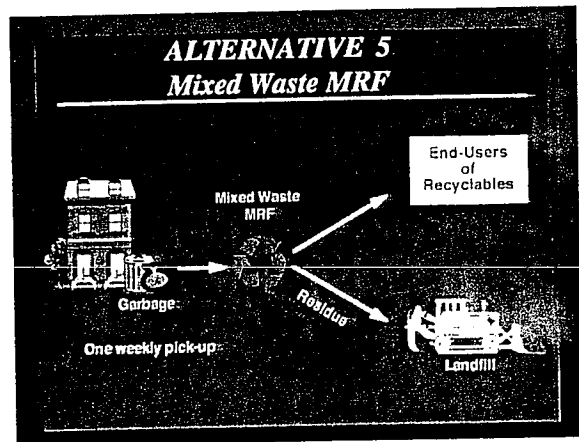 ALTERNATIVE 5
Mixed Waste MRF
End-Users
of
Recyclables
Mixed Waste
MRF
Garbage
Residue
One weekly pick-up
Landfill